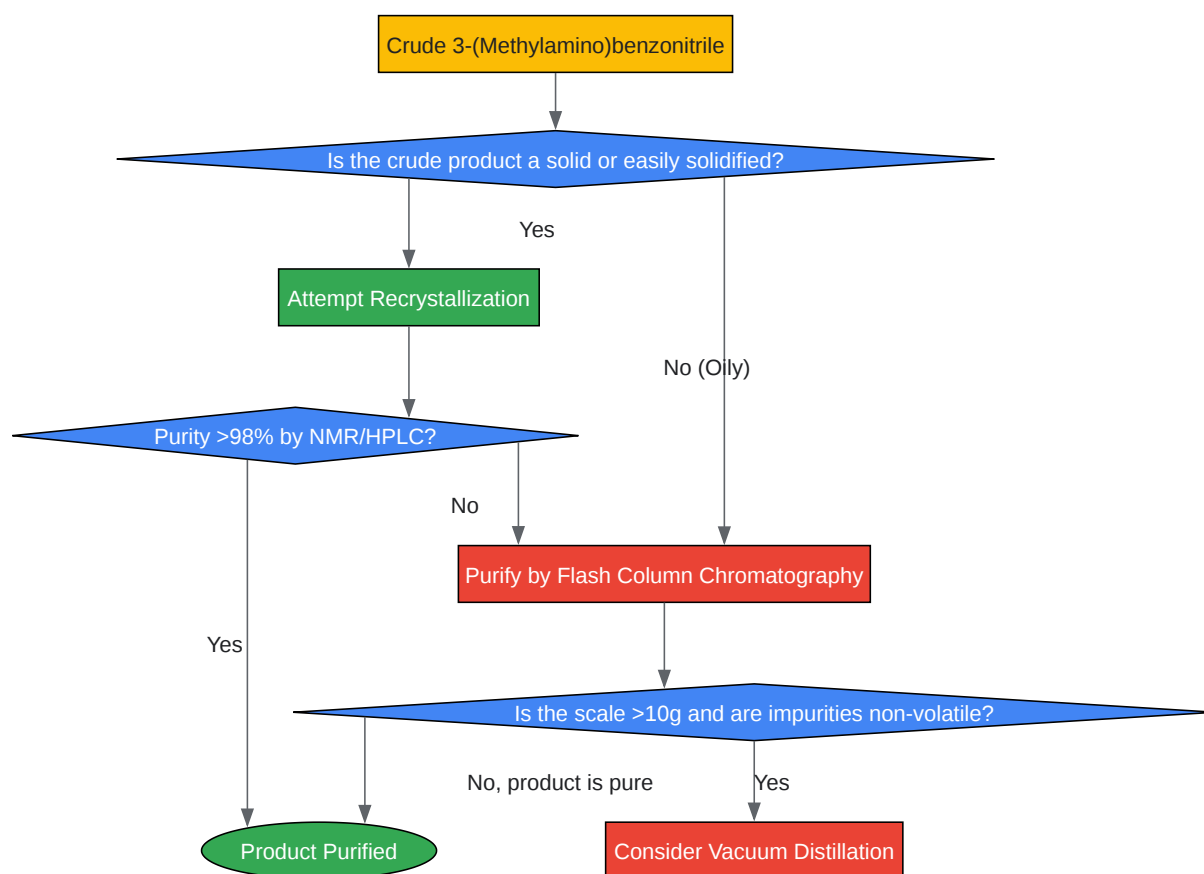 Crude 3-(Methylamino)benzonitrile
Is the crude product a solid or easily solidified?
Yes
Attempt Recrystallization
No (Oily)
Purity >98% by NMR/HPLC?
No
Purify by Flash Column Chromatography
Yes
Is the scale >10g and are impurities non-volatile?
No, product is pure
Yes
Product Purified
Consider Vacuum Distillation